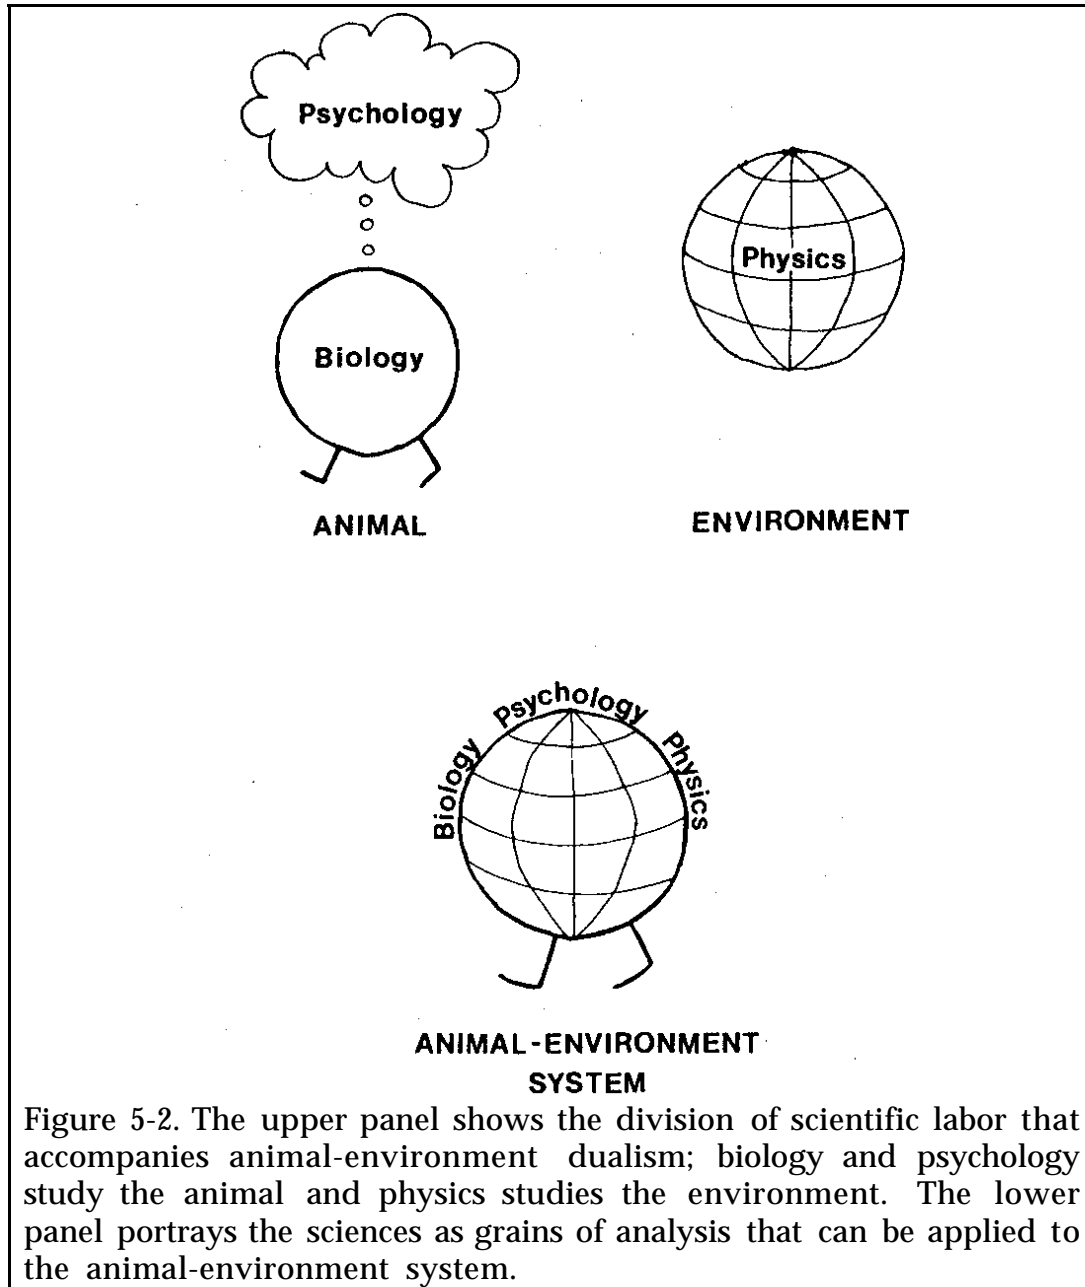 Psychology
Physics
Biology
ANIMAL
ENVIRONMENT
Biology Psychology Physics
ANIMAL-ENVIRONMENT
SYSTEM
Figure 5-2. The upper panel shows the division of scientific labor that
accompanies animal-environment dualism; biology and psychology
study the animal and physics studies the environment. The lower
panel portrays the sciences as grains of analysis that can be applied to
the animal-environment system.